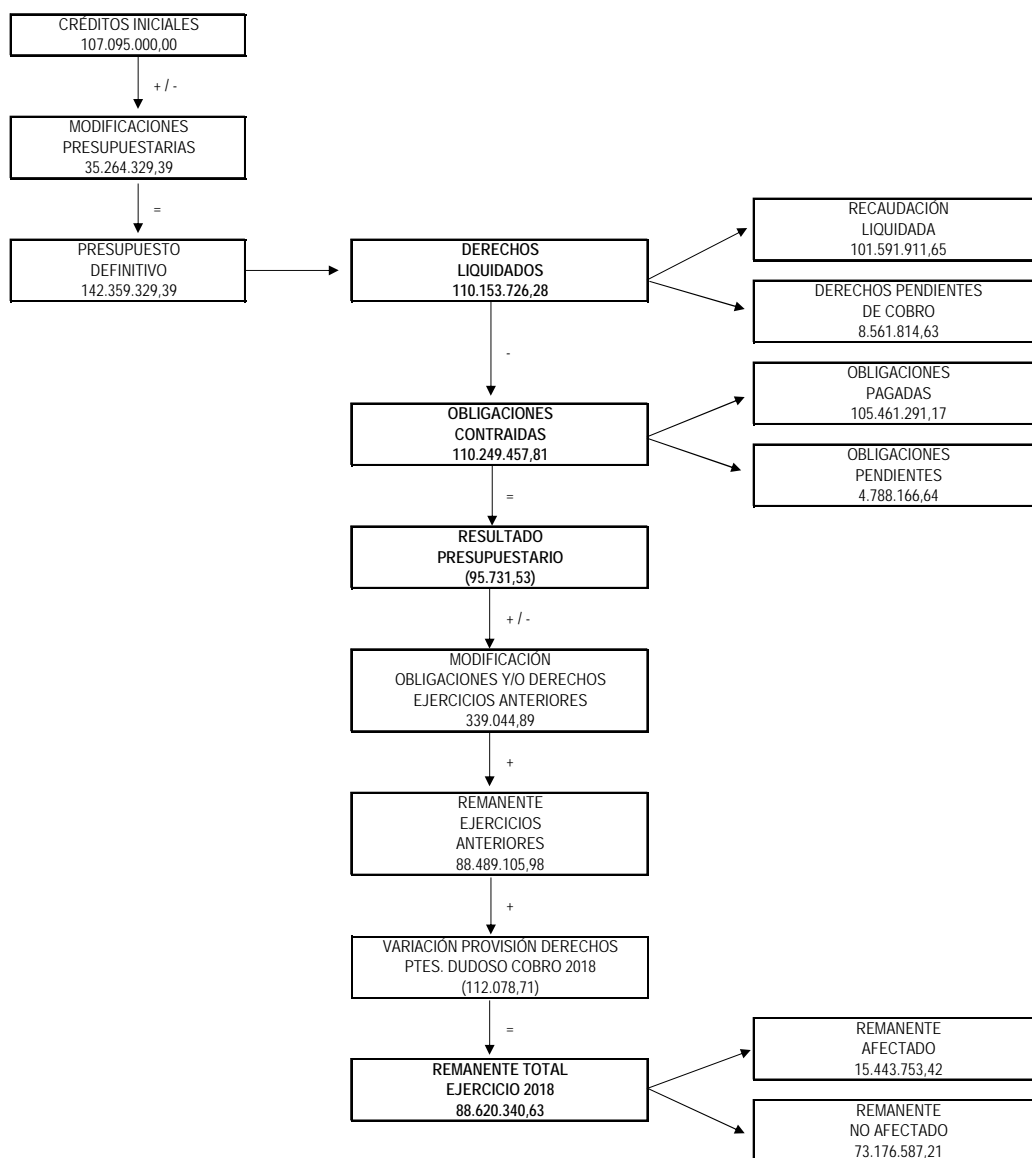 CRÉDITOS INICIALES
107.095.000,00
+ / -
MODIFICACIONES
PRESUPUESTARIAS
35.264.329,39
=
PRESUPUESTO
DEFINITIVO
142.359.329,39
DERECHOS
LIQUIDADOS
110.153.726,28
RECAUDACIÓN
LIQUIDADA
101.591.911,65
DERECHOS PENDIENTES
DE COBRO
8.561.814,63
-
OBLIGACIONES
CONTRAIDAS
110.249.457,81
OBLIGACIONES
PAGADAS
105.461.291,17
OBLIGACIONES
PENDIENTES
4.788.166,64
=
RESULTADO
PRESUPUESTARIO
(95.731,53)
+ / -
MODIFICACIÓN
OBLIGACIONES Y/O DERECHOS
EJERCICIOS ANTERIORES
339.044,89
+
REMANENTE
EJERCICIOS
ANTERIORES
88.489.105,98
+
VARIACIÓN PROVISIÓN DERECHOS
PTES. DUDOSO COBRO 2018
(112.078,71)
=
REMANENTE TOTAL
EJERCICIO 2018
88.620.340,63
REMANENTE
AFECTADO
15.443.753,42
REMANENTE
NO AFECTADO
73.176.587,21